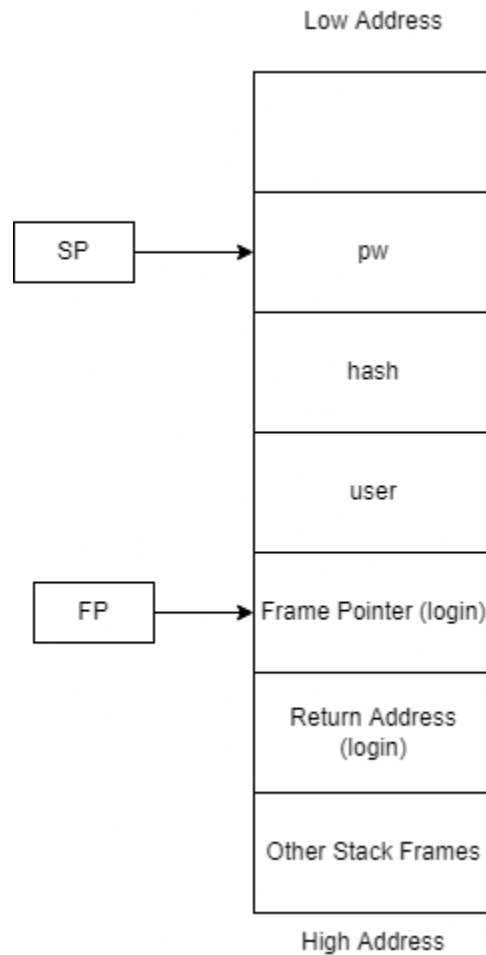 Low Address
SP
pw
hash
user
FP
Frame Pointer (login)
Return Address
(login)
Other Stack Frames
High Address